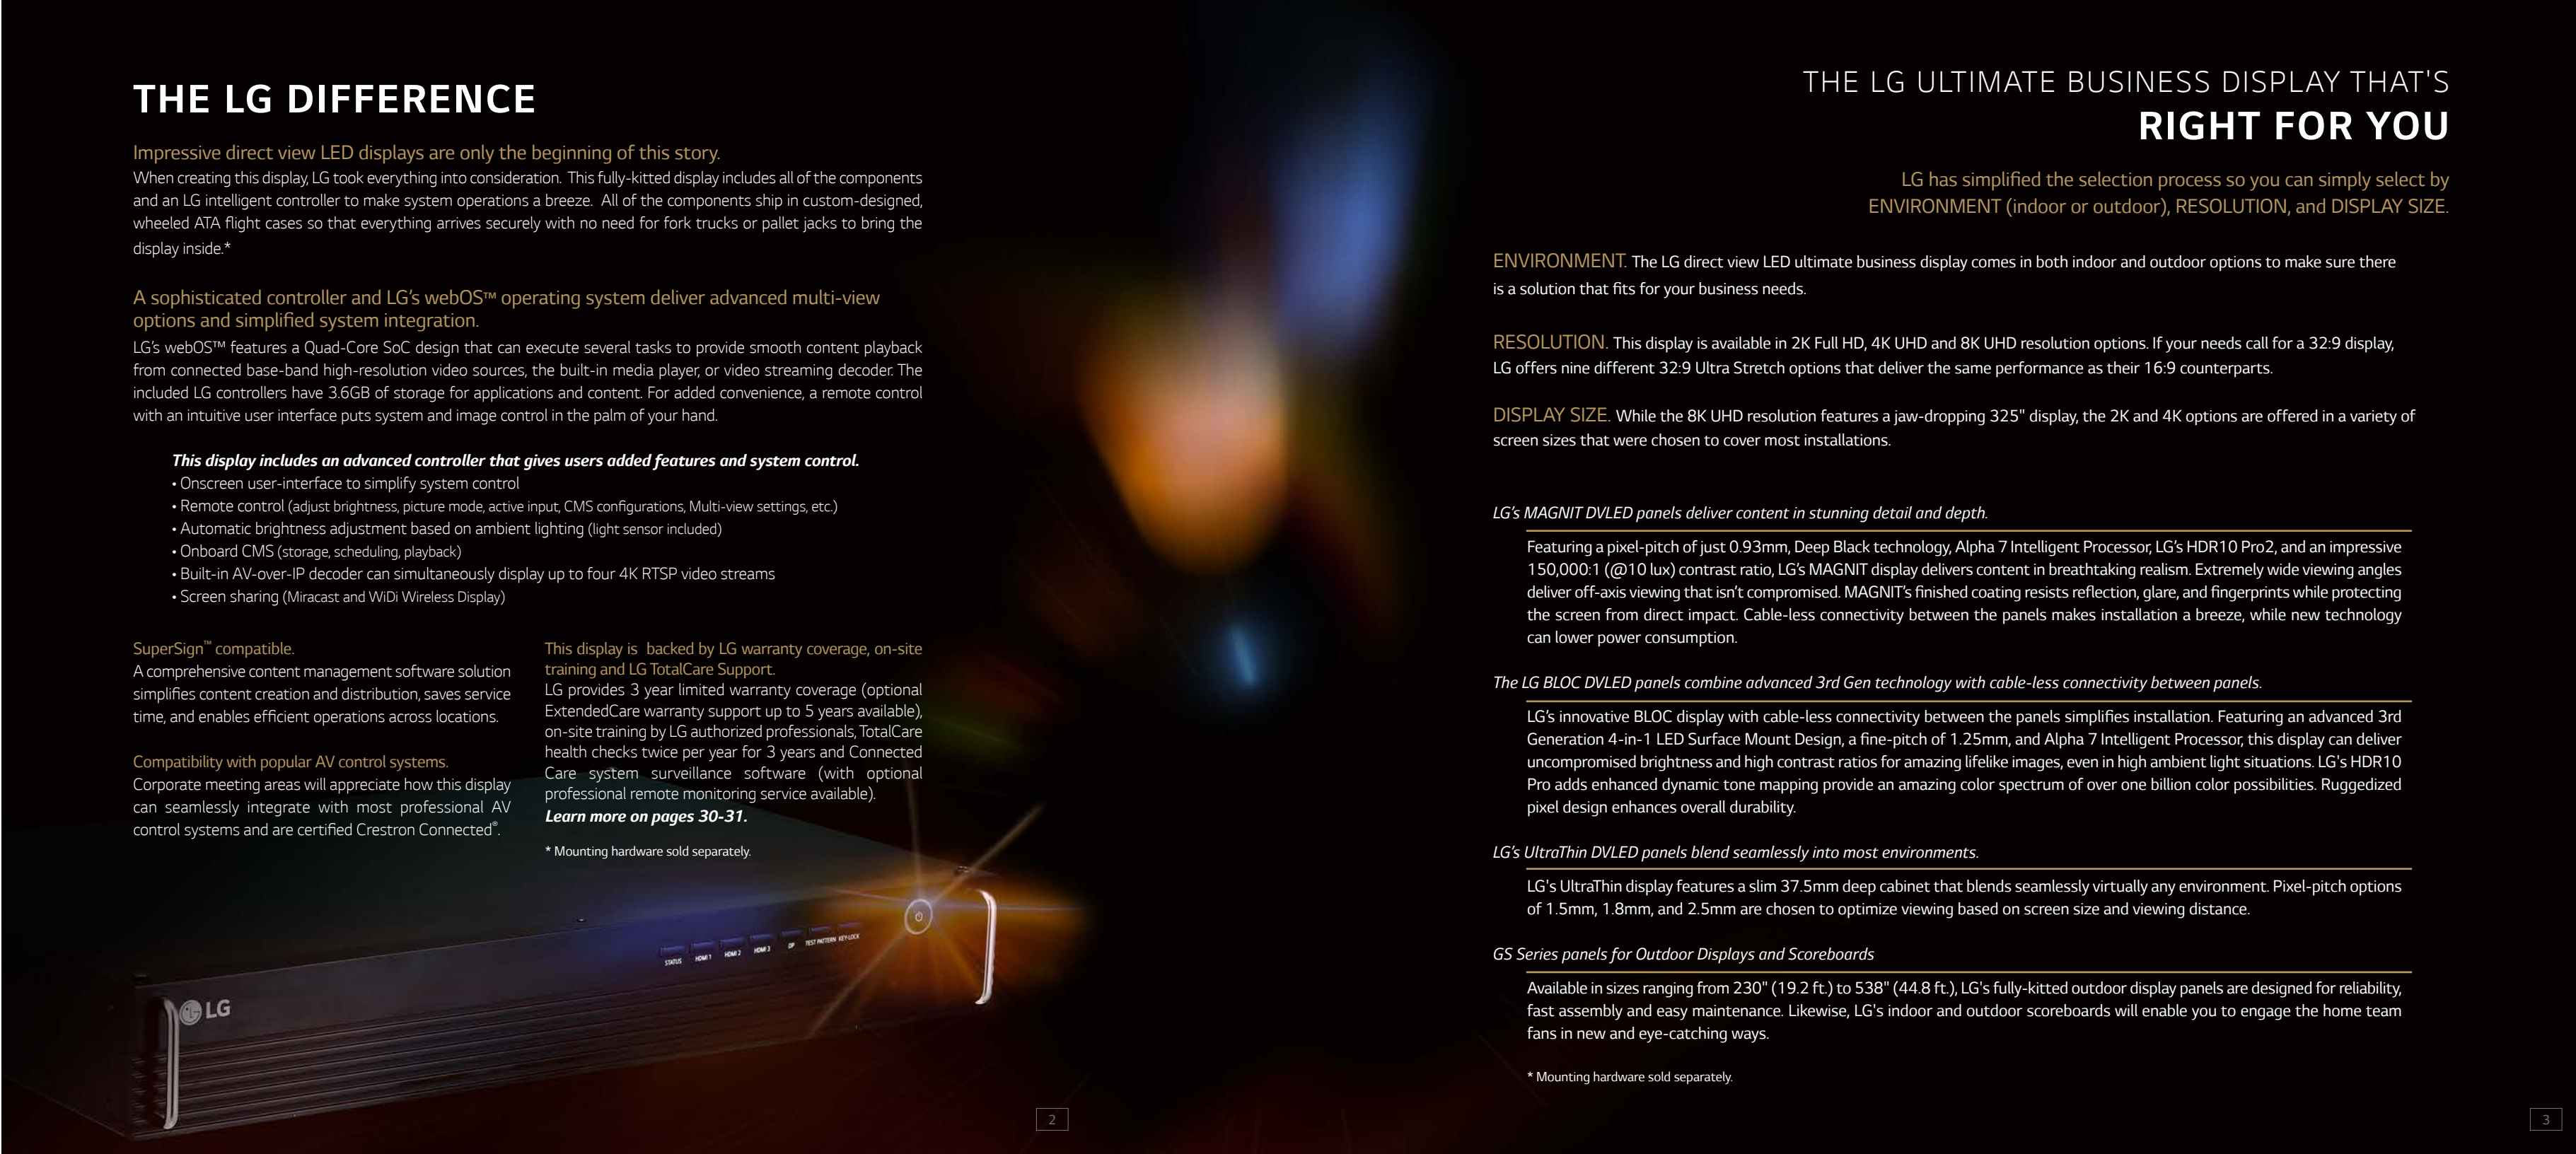 THE LG DIFFERENCE
Impressive direct view LED displays are only the beginning of this story.
When creating this display, LG took everything into consideration. This fully-kitted display includes all of the components
and an LG intelligent controller to make system operations a breeze. All of the components ship in custom-designed,
wheeled ATA flight cases so that everything arrives securely with no need for fork trucks or pallet jacks to bring the
display inside.*
A sophisticated controller and LG's webOS™ operating system deliver advanced multi-view
options and simplified system integration.
LG's webOS™ features a Quad-Core SoC design that can execute several tasks to provide smooth content playback
from connected base-band high-resolution video sources, the built-in media player, or video streaming decoder. The
included LG controllers have 3.6GB of storage for applications and content. For added convenience, a remote control
with an intuitive user interface puts system and image control in the palm of your hand.
This display includes an advanced controller that gives users added features and system control.
• Onscreen user-interface to simplify system control
• Remote control (adjust brightness, picture mode, active input, CMS configurations, Multi-view settings, etc.)
• Automatic brightness adjustment based on ambient lighting (light sensor included)
• Onboard CMS (storage, scheduling, playback)
• Built-in AV-over-IP decoder can simultaneously display up to four 4K RTSP video streams
• Screen sharing (Miracast and WiDi Wireless Display)
SuperSign™ compatible.
A comprehensive content management software solution
simplifies content creation and distribution, saves service
time, and enables efficient operations across locations.
Compatibility with popular AV control systems.
Corporate meeting areas will appreciate how this display
can seamlessly integrate with most professional AV
control systems and are certified Crestron Connected®.
This display is backed by LG warranty coverage, on-site
training and LG TotalCare Support.
LG provides 3 year limited warranty coverage (optional
ExtendedCare warranty support up to 5 years available),
on-site training by LG authorized professionals, TotalCare
health checks twice per year for 3 years and Connected
Care system surveillance software (with optional
professional remote monitoring service available).
Learn more on pages 30-31.
* Mounting hardware sold separately.
STATUS HDMI 1 HDMI 2 HDMI 3 DP TEST PATTERN KEY-LOCK
LG
2
THE LG ULTIMATE BUSINESS DISPLAY THAT'S
RIGHT FOR YOU
LG has simplified the selection process so you can simply select by
ENVIRONMENT (indoor or outdoor), RESOLUTION, and DISPLAY SIZE.
ENVIRONMENT. The LG direct view LED ultimate business display comes in both indoor and outdoor options to make sure there
is a solution that fits for your business needs.
RESOLUTION. This display is available in 2K Full HD, 4K UHD and 8K UHD resolution options. If your needs call for a 32:9 display,
LG offers nine different 32:9 Ultra Stretch options that deliver the same performance as their 16:9 counterparts.
DISPLAY SIZE. While the 8K UHD resolution features a jaw-dropping 325" display, the 2K and 4K options are offered in a variety of
screen sizes that were chosen to cover most installations.
LG's MAGNIT DVLED panels deliver content in stunning detail and depth.
Featuring a pixel-pitch of just 0.93mm, Deep Black technology, Alpha 7 Intelligent Processor, LG's HDR10 Pro2, and an impressive
150,000:1 (@10 lux) contrast ratio, LG's MAGNIT display delivers content in breathtaking realism. Extremely wide viewing angles
deliver off-axis viewing that isn't compromised. MAGNIT's finished coating resists reflection, glare, and fingerprints while protecting
the screen from direct impact. Cable-less connectivity between the panels makes installation a breeze, while new technology
can lower power consumption.
The LG BLOC DVLED panels combine advanced 3rd Gen technology with cable-less connectivity between panels.
LG's innovative BLOC display with cable-less connectivity between the panels simplifies installation. Featuring an advanced 3rd
Generation 4-in-1 LED Surface Mount Design, a fine-pitch of 1.25mm, and Alpha 7 Intelligent Processor, this display can deliver
uncompromised brightness and high contrast ratios for amazing lifelike images, even in high ambient light situations. LG's HDR10
Pro adds enhanced dynamic tone mapping provide an amazing color spectrum of over one billion color possibilities. Ruggedized
pixel design enhances overall durability.
LG's UltraThin DVLED panels blend seamlessly into most environments.
LG's UltraThin display features a slim 37.5mm deep cabinet that blends seamlessly virtually any environment. Pixel-pitch options
of 1.5mm, 1.8mm, and 2.5mm are chosen to optimize viewing based on screen size and viewing distance.
GS Series panels for Outdoor Displays and Scoreboards
Available in sizes ranging from 230" (19.2 ft.) to 538" (44.8 ft.), LG's fully-kitted outdoor display panels are designed for reliability,
fast assembly and easy maintenance. Likewise, LG's indoor and outdoor scoreboards will enable you to engage the home team
fans in new and eye-catching ways.
* Mounting hardware sold separately.
3